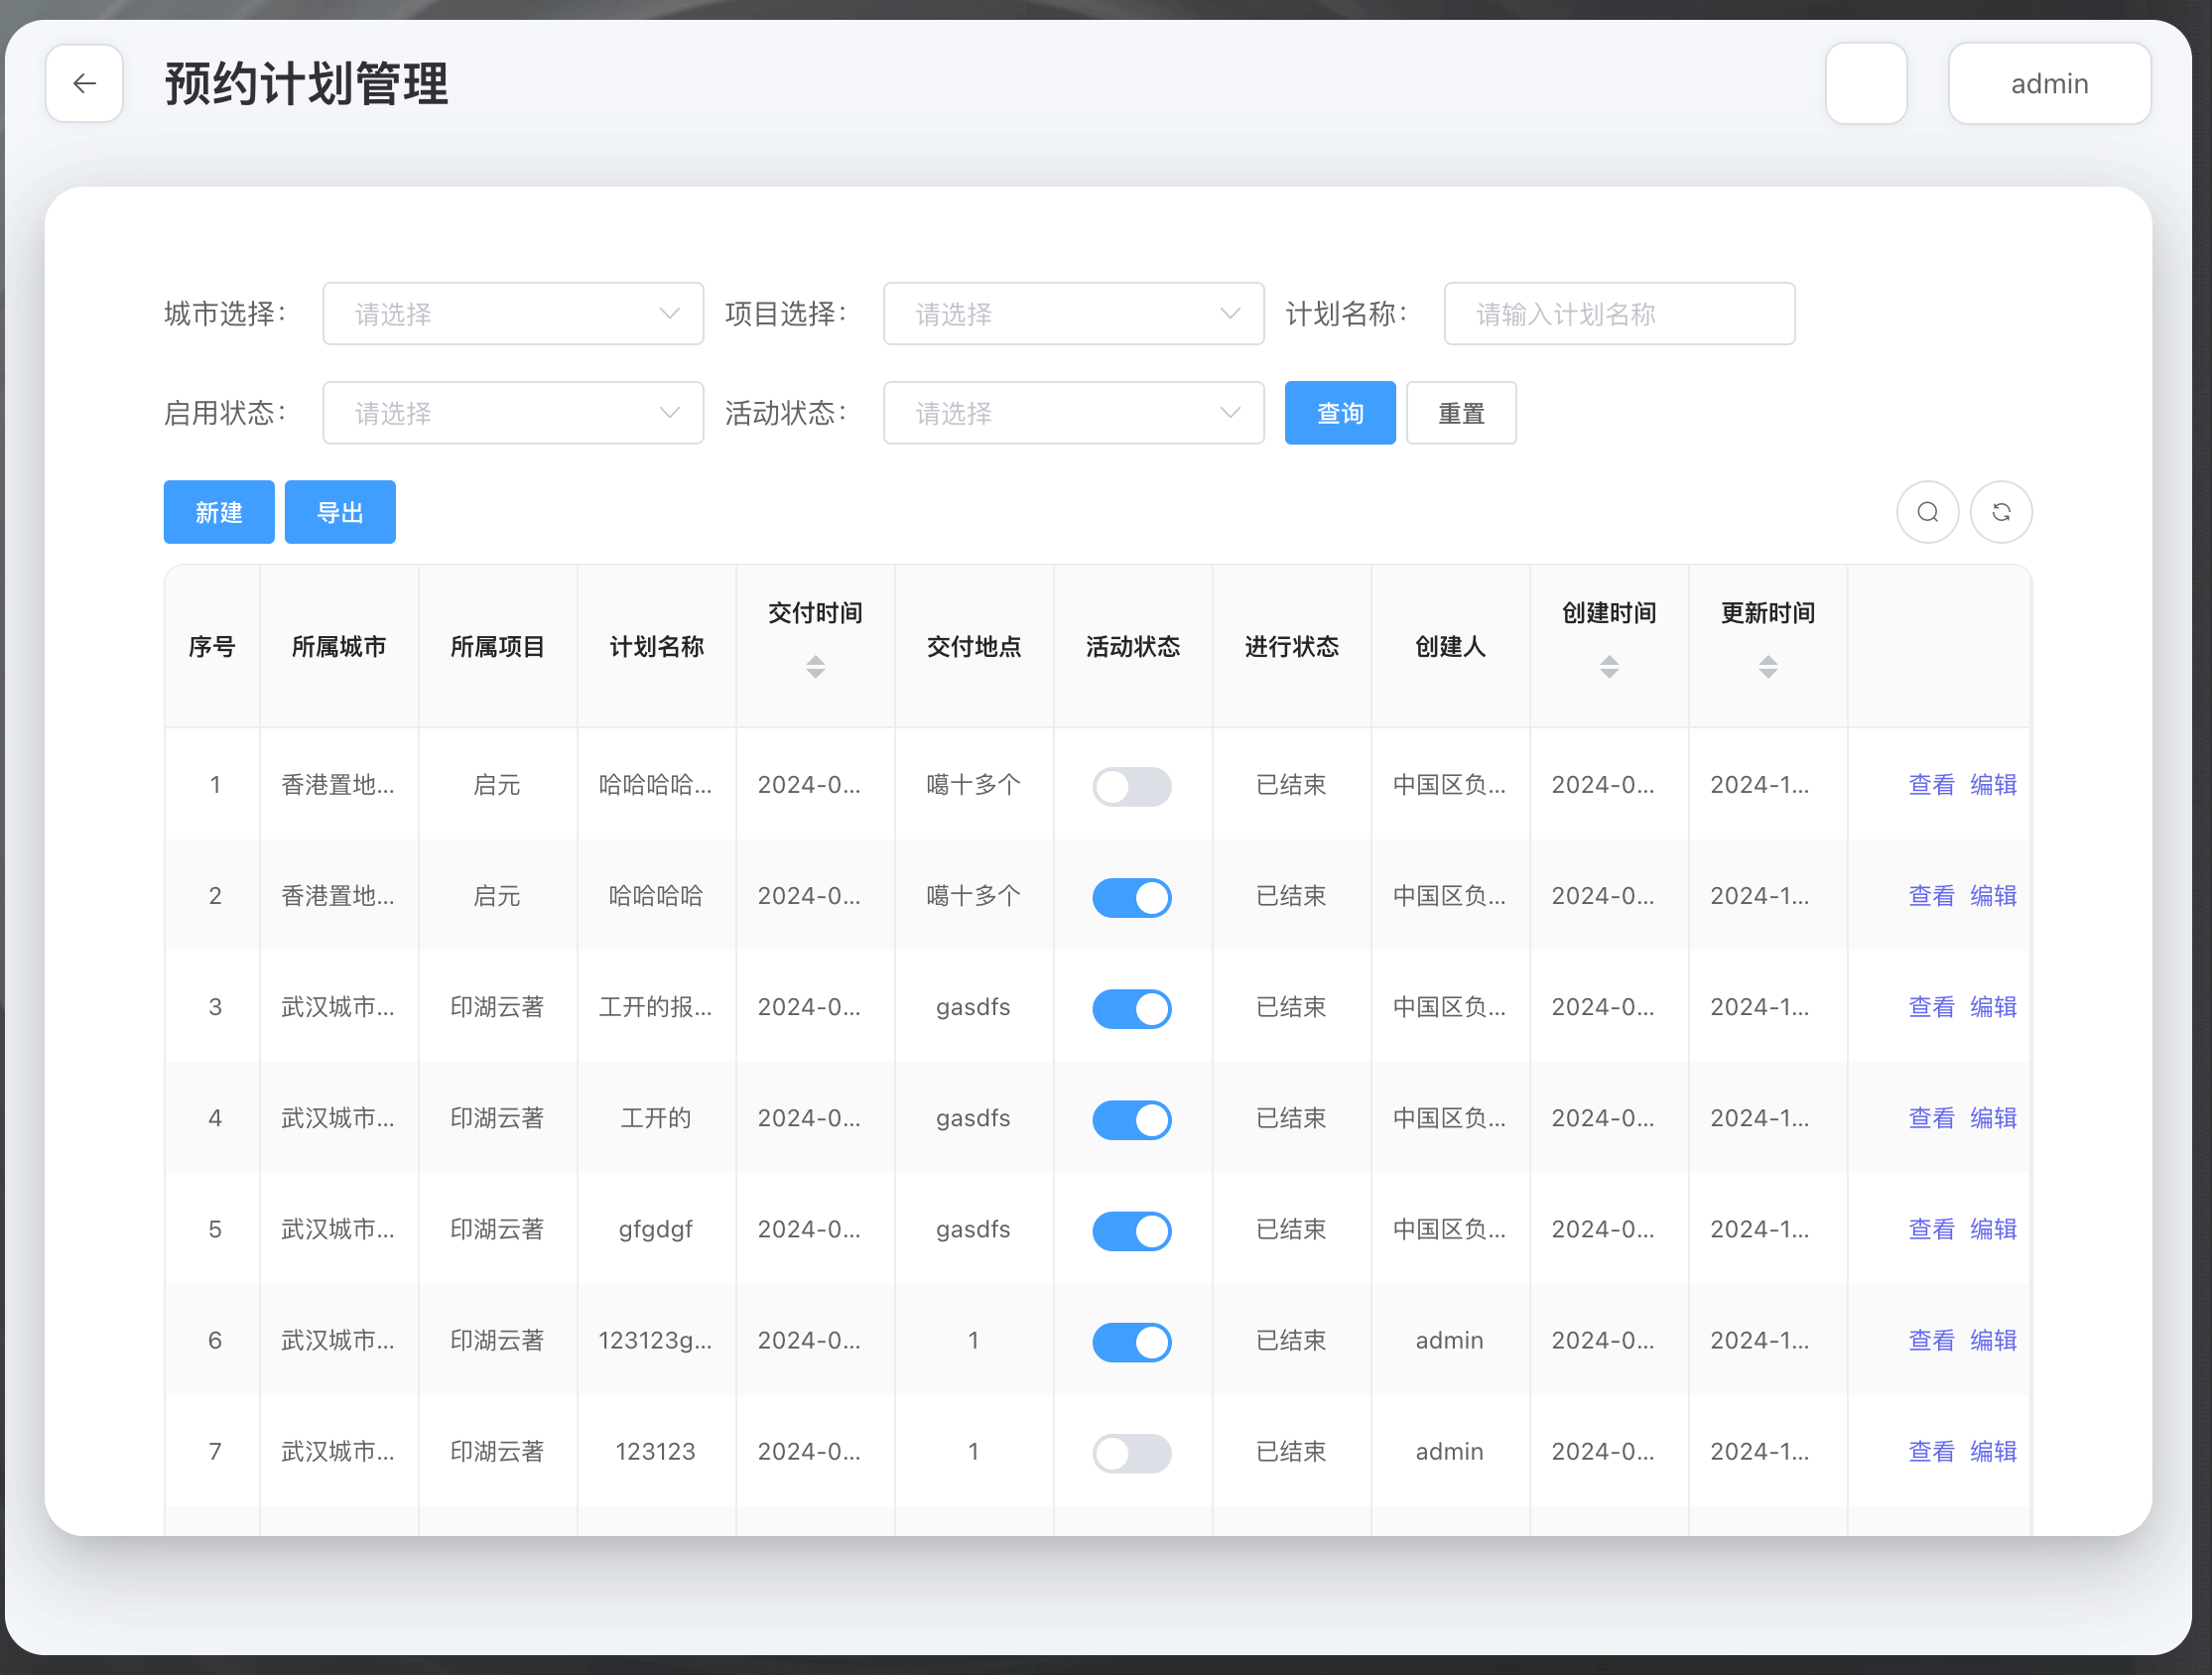 预约计划管理
admin
城市选择： 请选择 项目选择： 请选择 计划名称： 请输入计划名称
启用状态： 请选择 活动状态： 请选择 查询 重置
新建 导出
序号 所属城市 所属项目 计划名称 交付时间 交付地点 活动状态 进行状态 创建人 创建时间 更新时间
1 香港置地... 启元 哈哈哈哈... 2024-0... 噶十多个 已结束 中国区负... 2024-0... 2024-1... 查看 编辑
2 香港置地... 启元 哈哈哈哈 2024-0... 噶十多个 已结束 中国区负... 2024-0... 2024-1... 查看 编辑
3 武汉城市... 印湖云著 工开的报... 2024-0... gasdfs 已结束 中国区负... 2024-0... 2024-1... 查看 编辑
4 武汉城市... 印湖云著 工开的 2024-0... gasdfs 已结束 中国区负... 2024-0... 2024-1... 查看 编辑
5 武汉城市... 印湖云著 gfgdgf 2024-0... gasdfs 已结束 中国区负... 2024-0... 2024-1... 查看 编辑
6 武汉城市... 印湖云著 123123g... 2024-0... 1 已结束 admin 2024-0... 2024-1... 查看 编辑
7 武汉城市... 印湖云著 123123 2024-0... 1 已结束 admin 2024-0... 2024-1... 查看 编辑